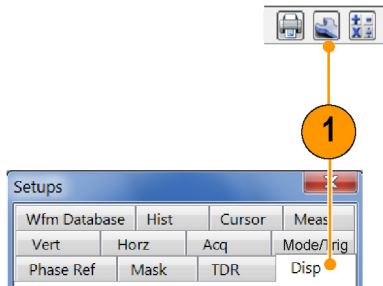 1
Setups
Wfm Database Hist Cursor Meas
Vert Horz Acq Mode/Trig
Phase Ref Mask TDR Disp